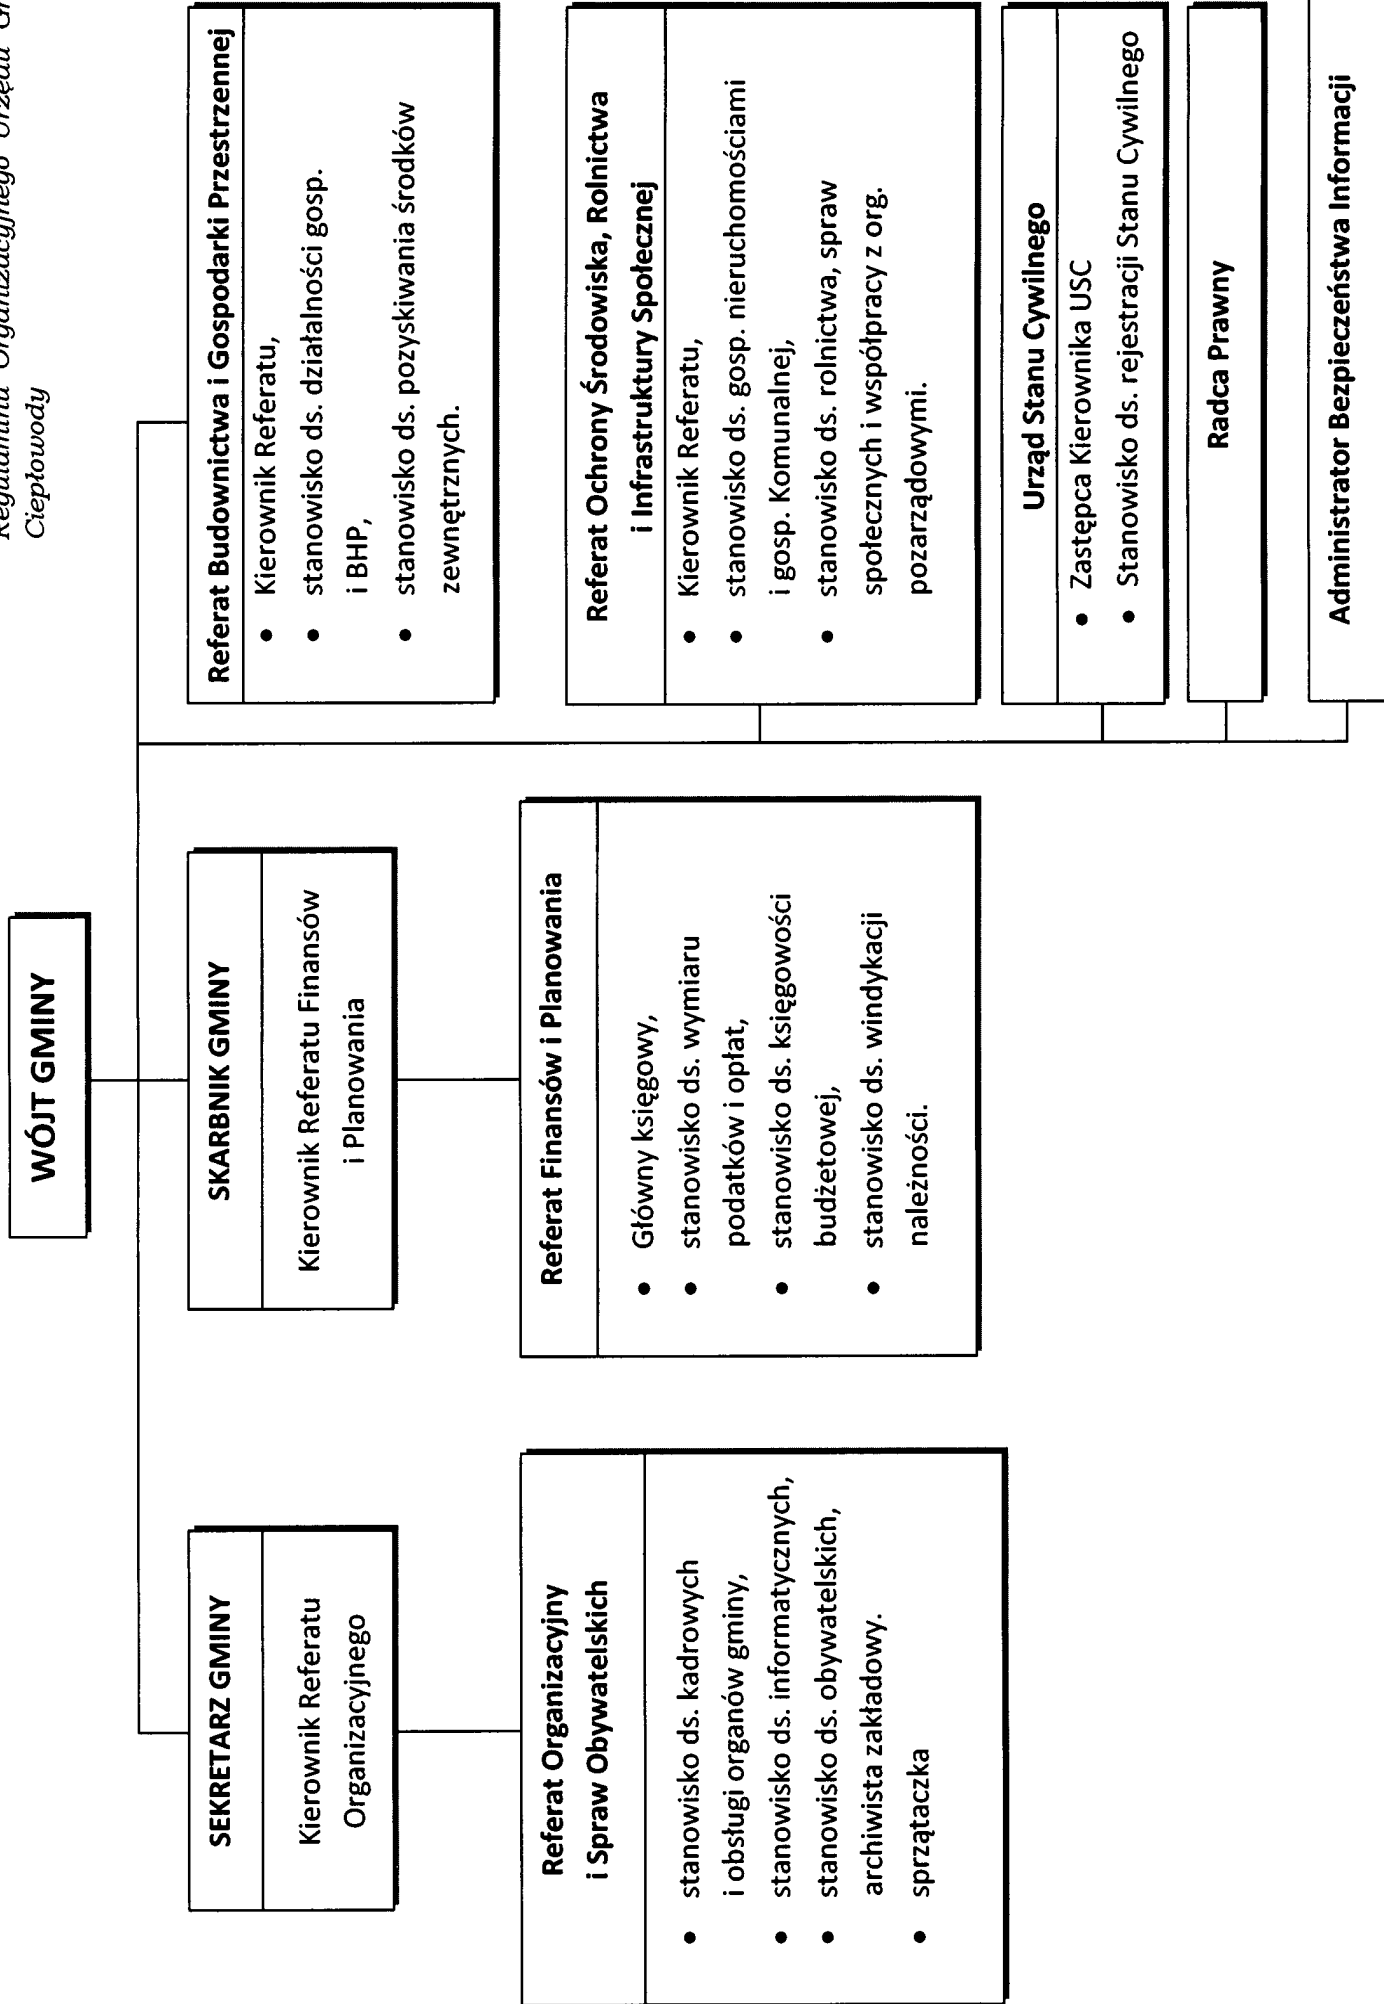 Regulaminu Organizacyjnego Urzędu
Ciepłowody
WÓJT GMINY
SEKRETARZ GMINY
Kierownik Referatu
Organizacyjnego
Referat Organizacyjny
i Spraw Obywatelskich
• stanowisko ds. kadrowych
i obsługi organów gminy,
• stanowisko ds. informatycznych,
• stanowisko ds. obywatelskich,
archiwista zakładowy.
• sprzątaczka
SKARBNIK GMINY
Kierownik Referatu Finansów
i Planowania
Referat Finansów i Planowania
• Główny księgowy,
• stanowisko ds. wymiaru
podatków i opłat,
• stanowisko ds. księgowości
budżetowej,
• stanowisko ds. windykacji
należności.
Referat Budownictwa i Gospodarki Przestrzennej
• Kierownik Referatu,
• stanowisko ds. działalności gosp.
i BHP,
• stanowisko ds. pozyskiwania środków
zewnętrznych.
Referat Ochrony Środowiska, Rolnictwa
i Infrastruktury Społecznej
• Kierownik Referatu,
• stanowisko ds. gosp. nieruchomościami
i gosp. Komunalnej,
• stanowisko ds. rolnictwa, spraw
społecznych i współpracy z org.
pozarządowymi.
Urząd Stanu Cywilnego
• Zastępca Kierownika USC
• Stanowisko ds. rejestracji Stanu Cywilnego
Radca Prawny
Administrator Bezpieczeństwa Informacji